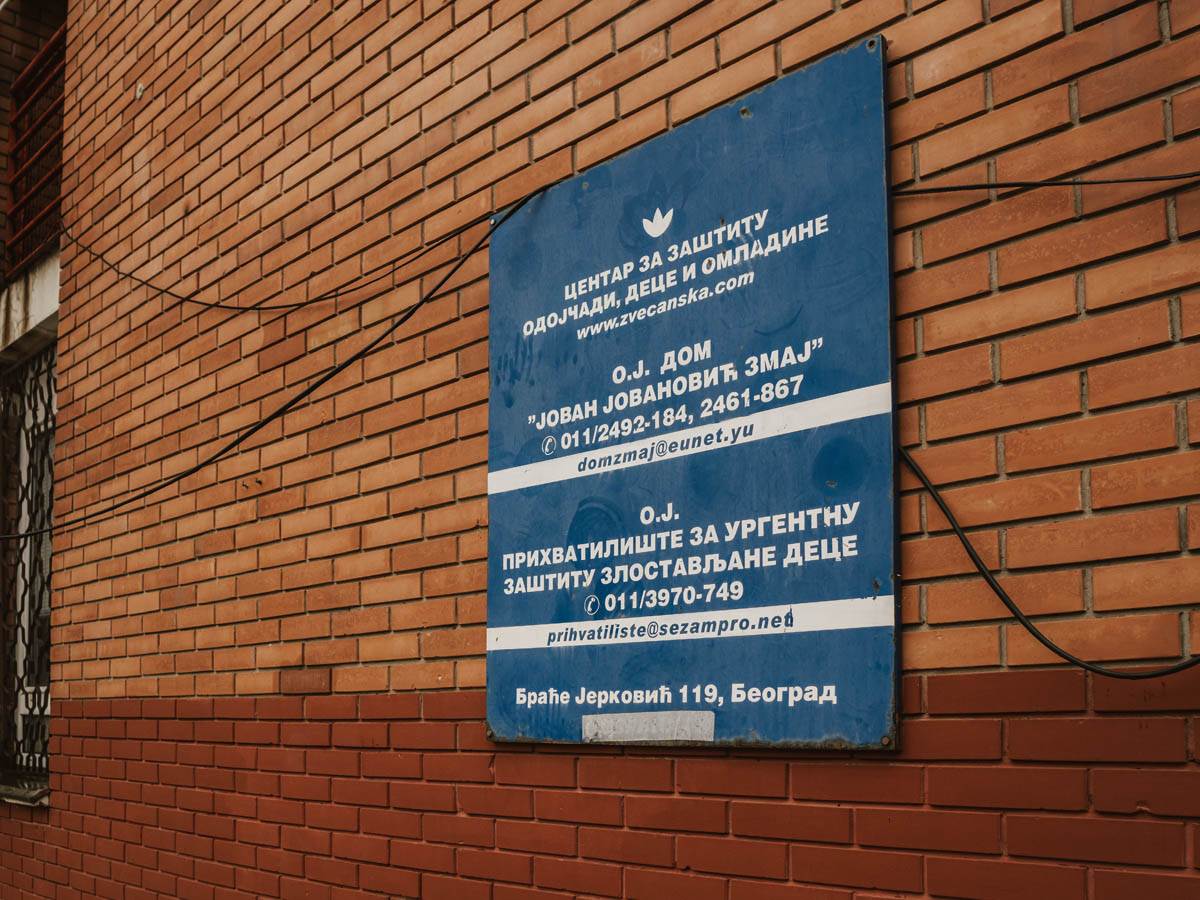 ЦЕНТАР ЗА ЗАШТИТУ
ОДОЈЧАДИ, ДЕЦЕ И ОМЛАДИНЕ
www.zvecanska.com
О.Ј. ДОМ
”ЈОВАН ЈОВАНОВИЋ ЗМАЈ”
✆ 011/2492-184, 2461-867
domzmaj@eunet.yu
О.Ј.
ПРИХВАТИЛИШТЕ ЗА УРГЕНТНУ
ЗАШТИТУ ЗЛОСТАВЉАНЕ ДЕЦЕ
✆ 011/3970-749
prihvatiliste@sezampro.net
Браће Јерковић 119, Београд